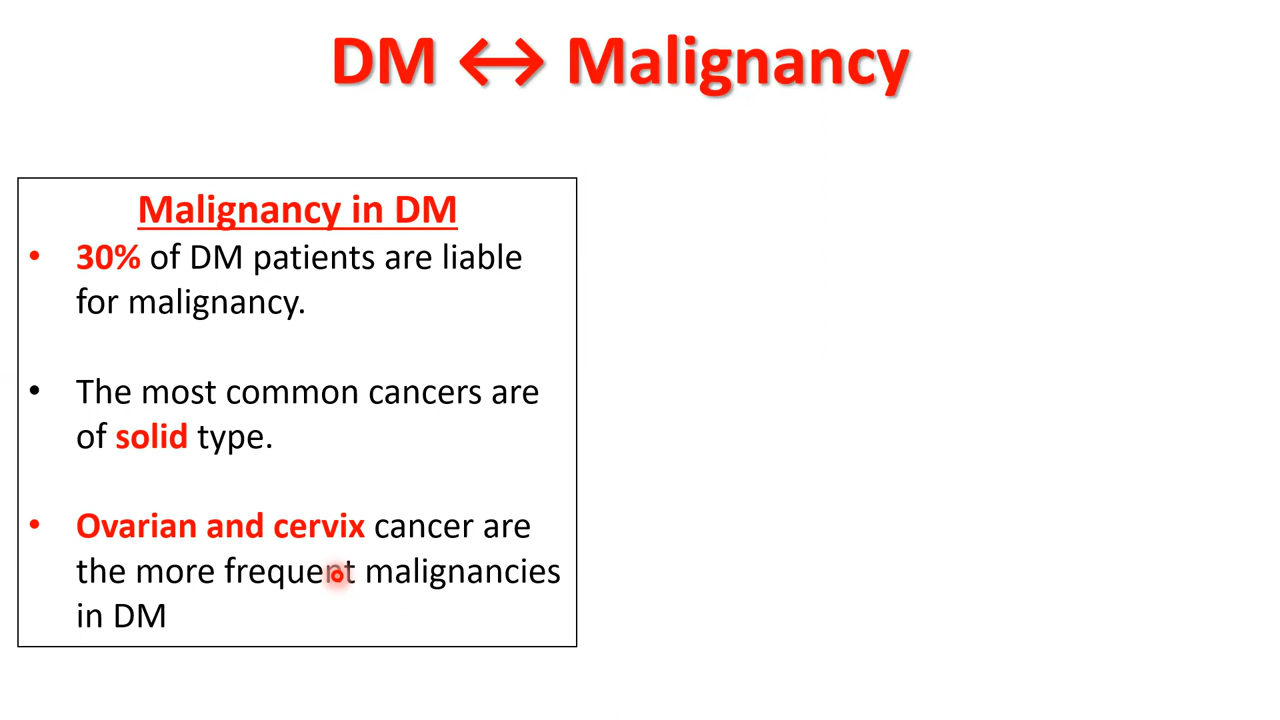 DM ↔ Malignancy
Malignancy in DM
• 30% of DM patients are liable
for malignancy.
• The most common cancers are
of solid type.
• Ovarian and cervix cancer are
the more frequent malignancies
in DM